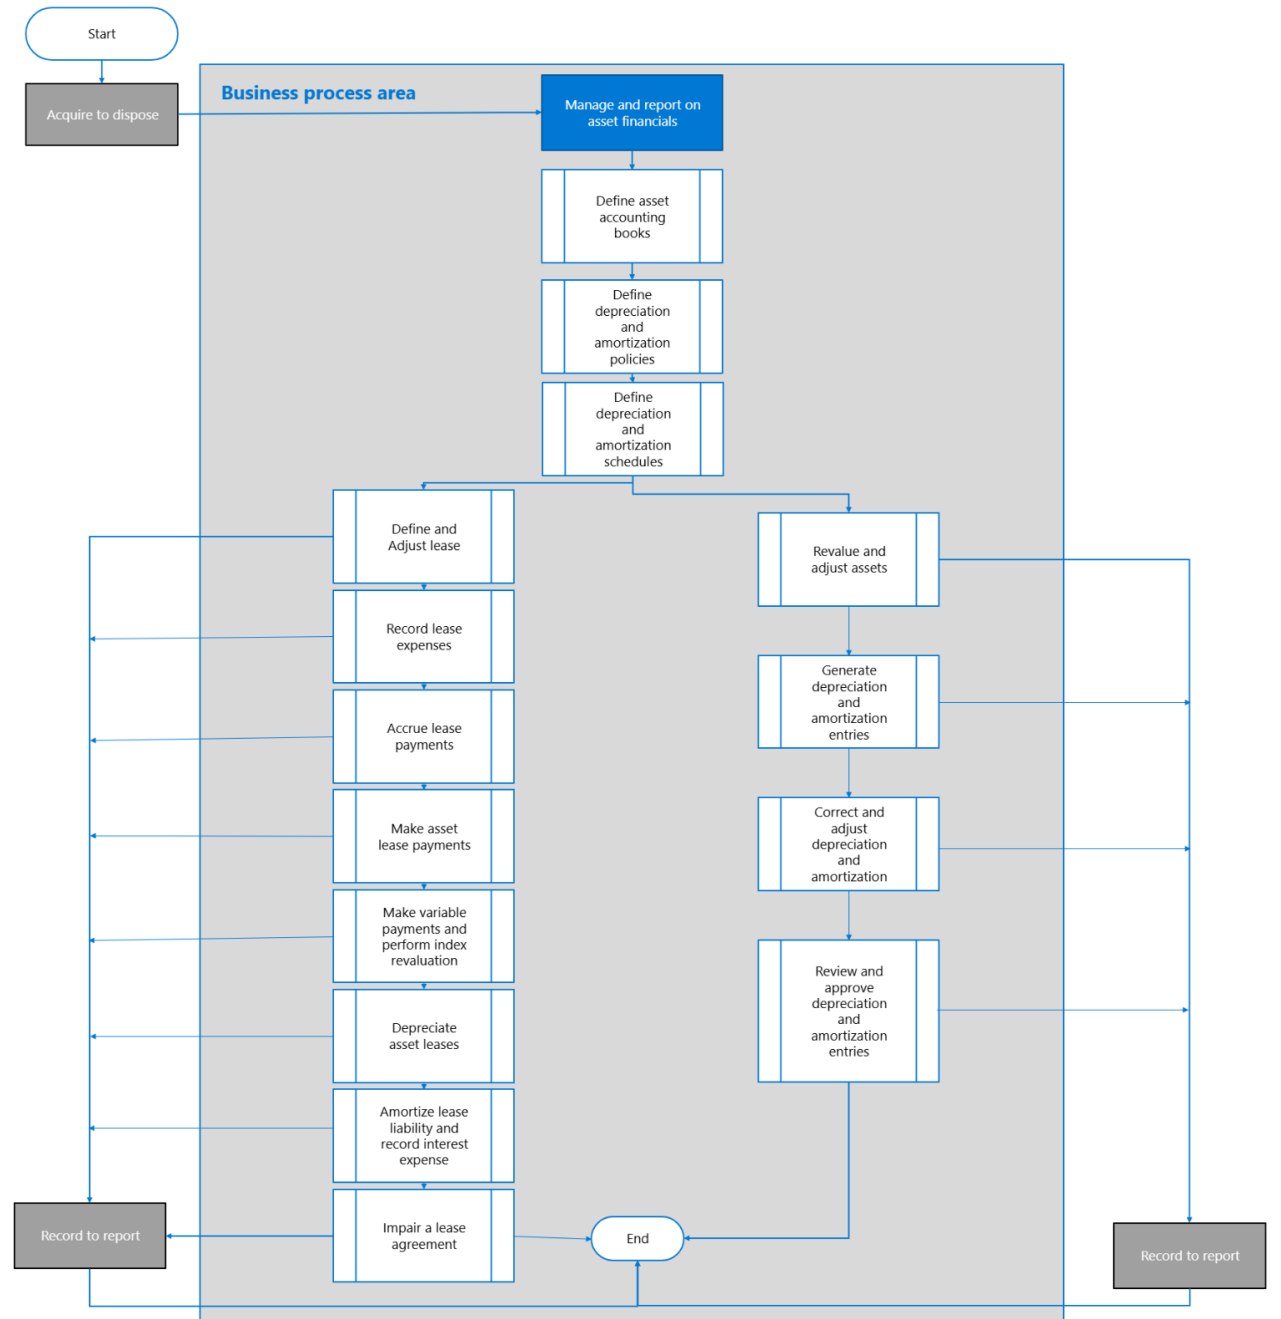 Start
Acquire to dispose
Business process area
Manage and report on
asset financials
Define asset
accounting
books
Define
depreciation
and
amortization
policies
Define
depreciation
and
amortization
schedules
Define and
Adjust lease
Record lease
expenses
Accrue lease
payments
Make asset
lease payments
Make variable
payments and
perform index
revaluation
Depreciate
asset leases
Amortize lease
liability and
record interest
expense
Impair a lease
agreement
Record to report
Revalue and
adjust assets
Generate
depreciation
and
amortization
entries
Correct and
adjust
depreciation
and
amortization
Review and
approve
depreciation
and
amortization
entries
End
Record to report